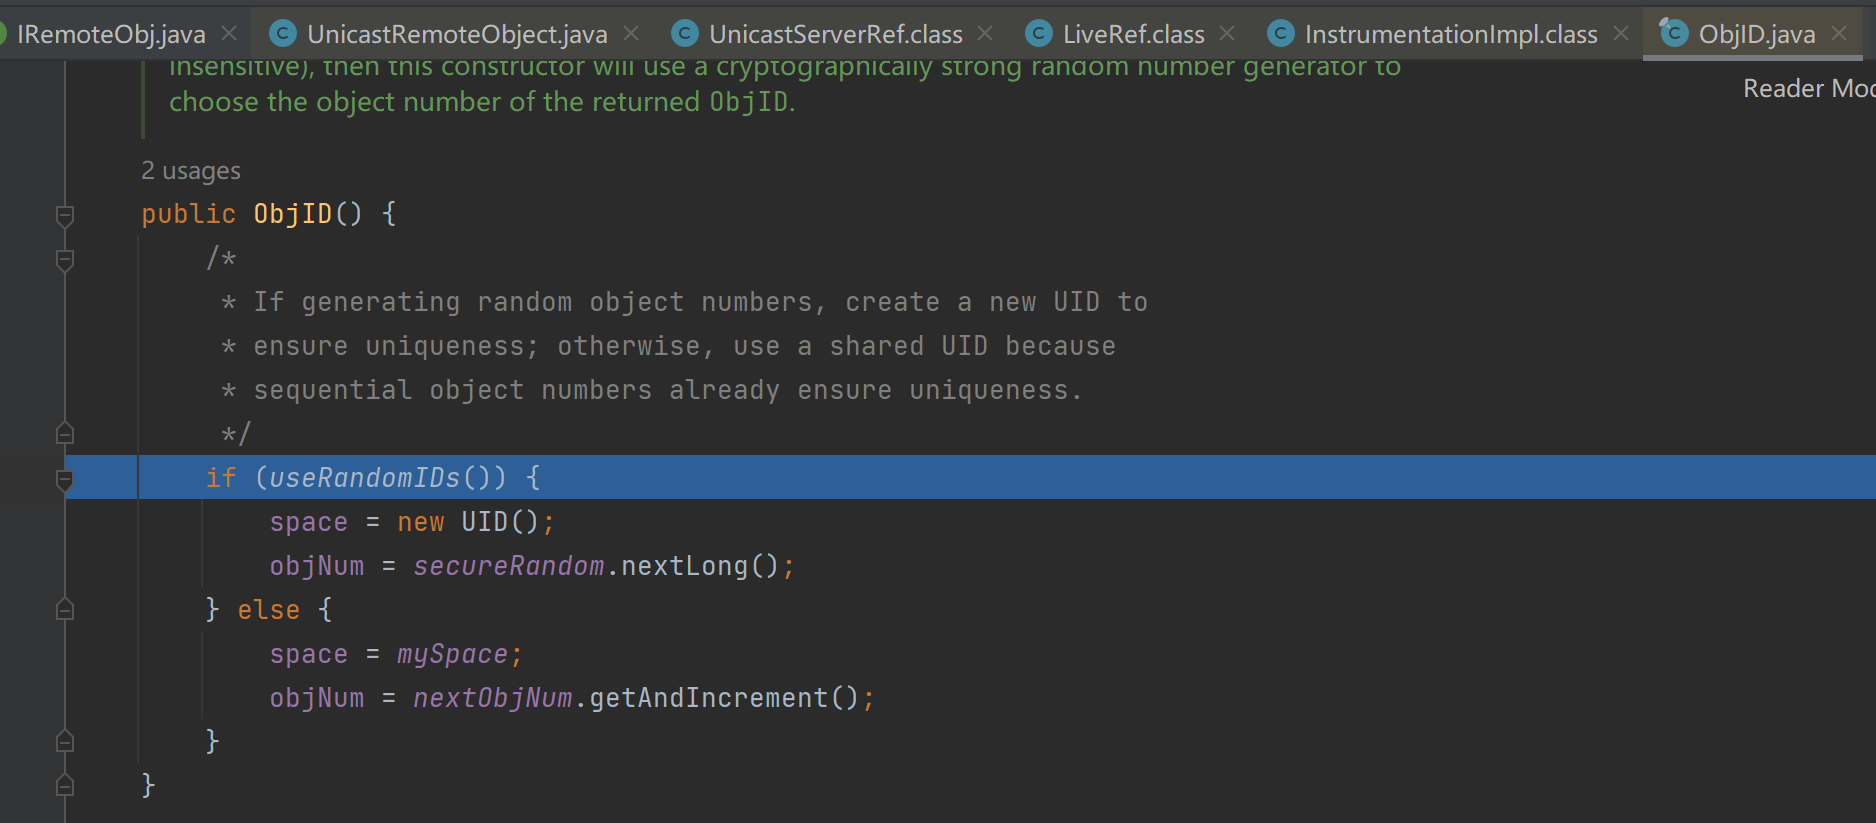 IRemoteObj.java UnicastRemoteObject.java UnicastServerRef.class LiveRef.class InstrumentationImpl.class ObjID.java
insensitive), then this constructor will use a cryptographically strong random number generator to
Reader Mod
choose the object number of the returned ObjID.
2 usages
public ObjID() {
/*
* If generating random object numbers, create a new UID to
* ensure uniqueness; otherwise, use a shared UID because
* sequential object numbers already ensure uniqueness.
*/
if (useRandomIDs()) {
space = new UID();
objNum = secureRandom.nextLong();
} else {
space = mySpace;
objNum = nextObjNum.getAndIncrement();
}
}